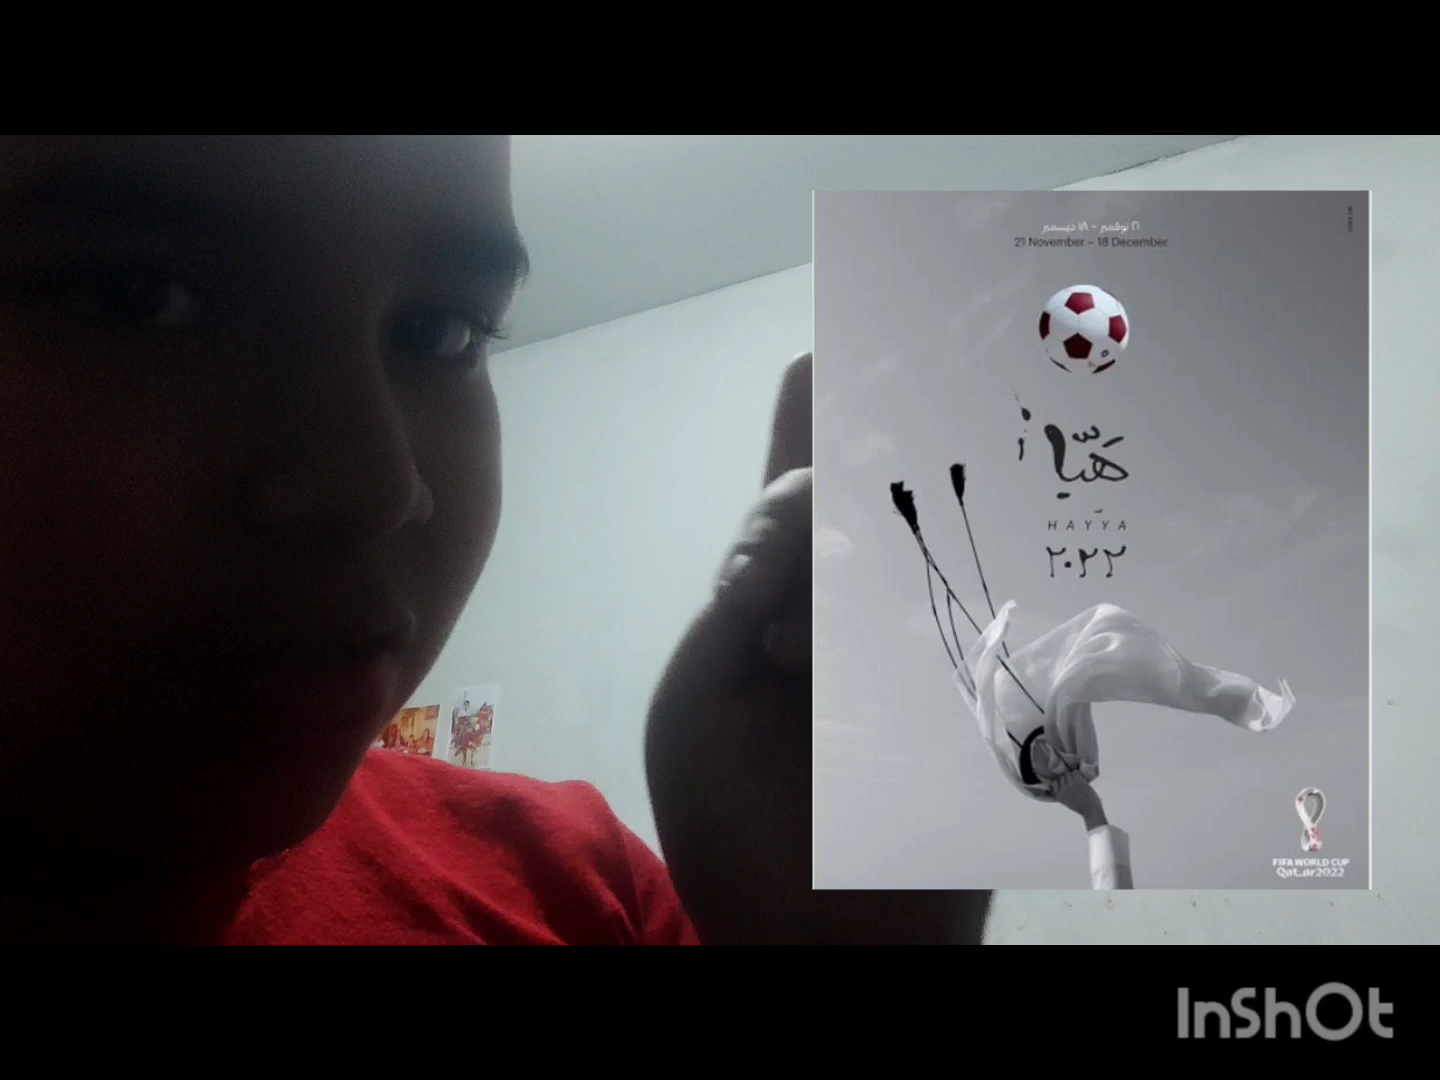 ٢١ نوفمبر – ١٨ ديسمبر
21 November – 18 December
هَيّا
HAYYA
٢٠٢٢
FIFA WORLD CUP
Qatar2022
InShOt